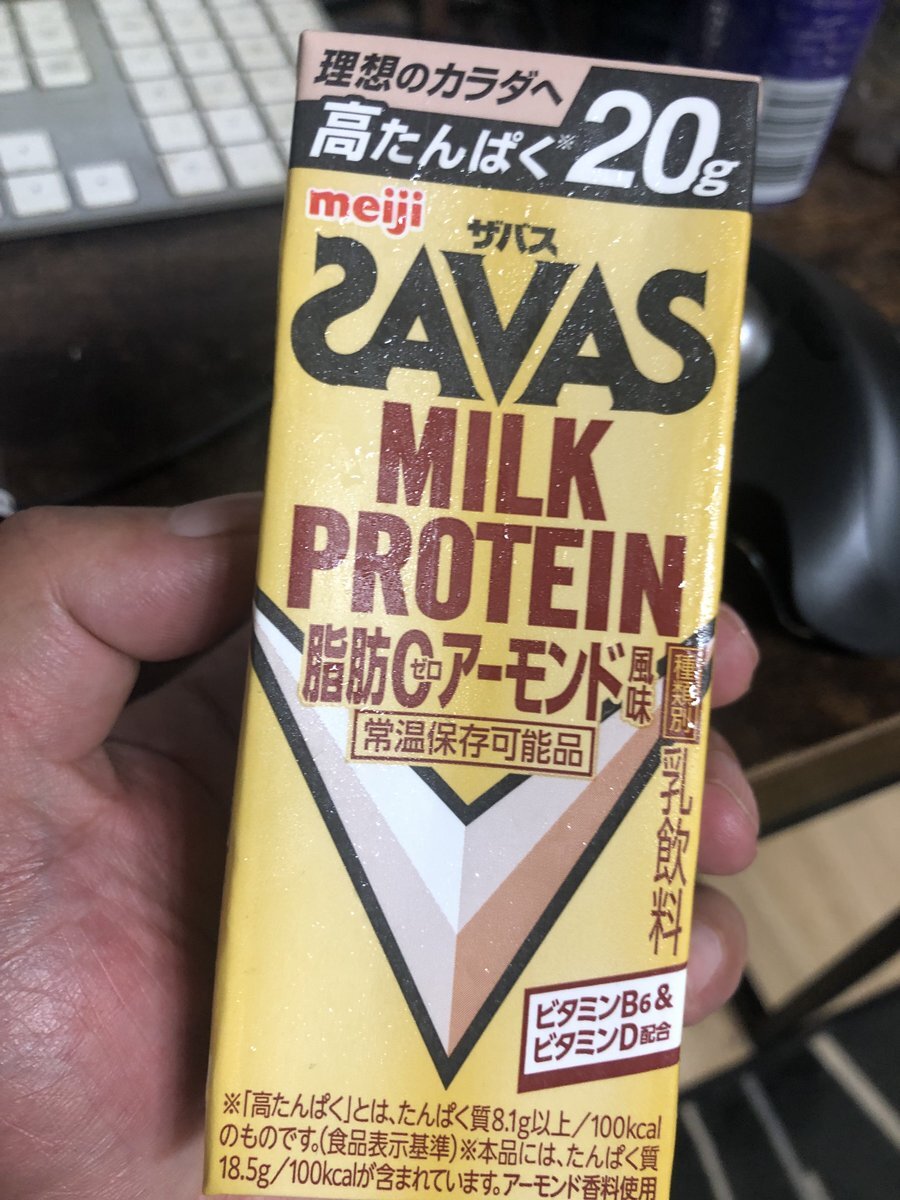 理想のカラダへ
高たんぱく※20g
meiji
ザバス
SAVAS
MILK
PROTEIN
脂肪0ゼロアーモンド風味
常温保存可能品
種類別 乳飲料
ビタミンB6&
ビタミンD配合
※「高たんぱく」とは、たんぱく質8.1g以上/100kcal
のものです。(食品表示基準)※本品には、たんぱく質
18.5g/100kcalが含まれています。アーモンド香料使用